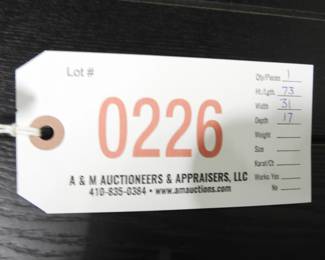 Lot #
0226
A & M AUCTIONEERS & APPRAISERS, LLC
410-835-0384 • www.amauctions.com
Qty/Pieces 1
Ht./Lgth. 73
Width 31
Depth 17
Weight
Size
Karat/Ct
Works: Yes
No